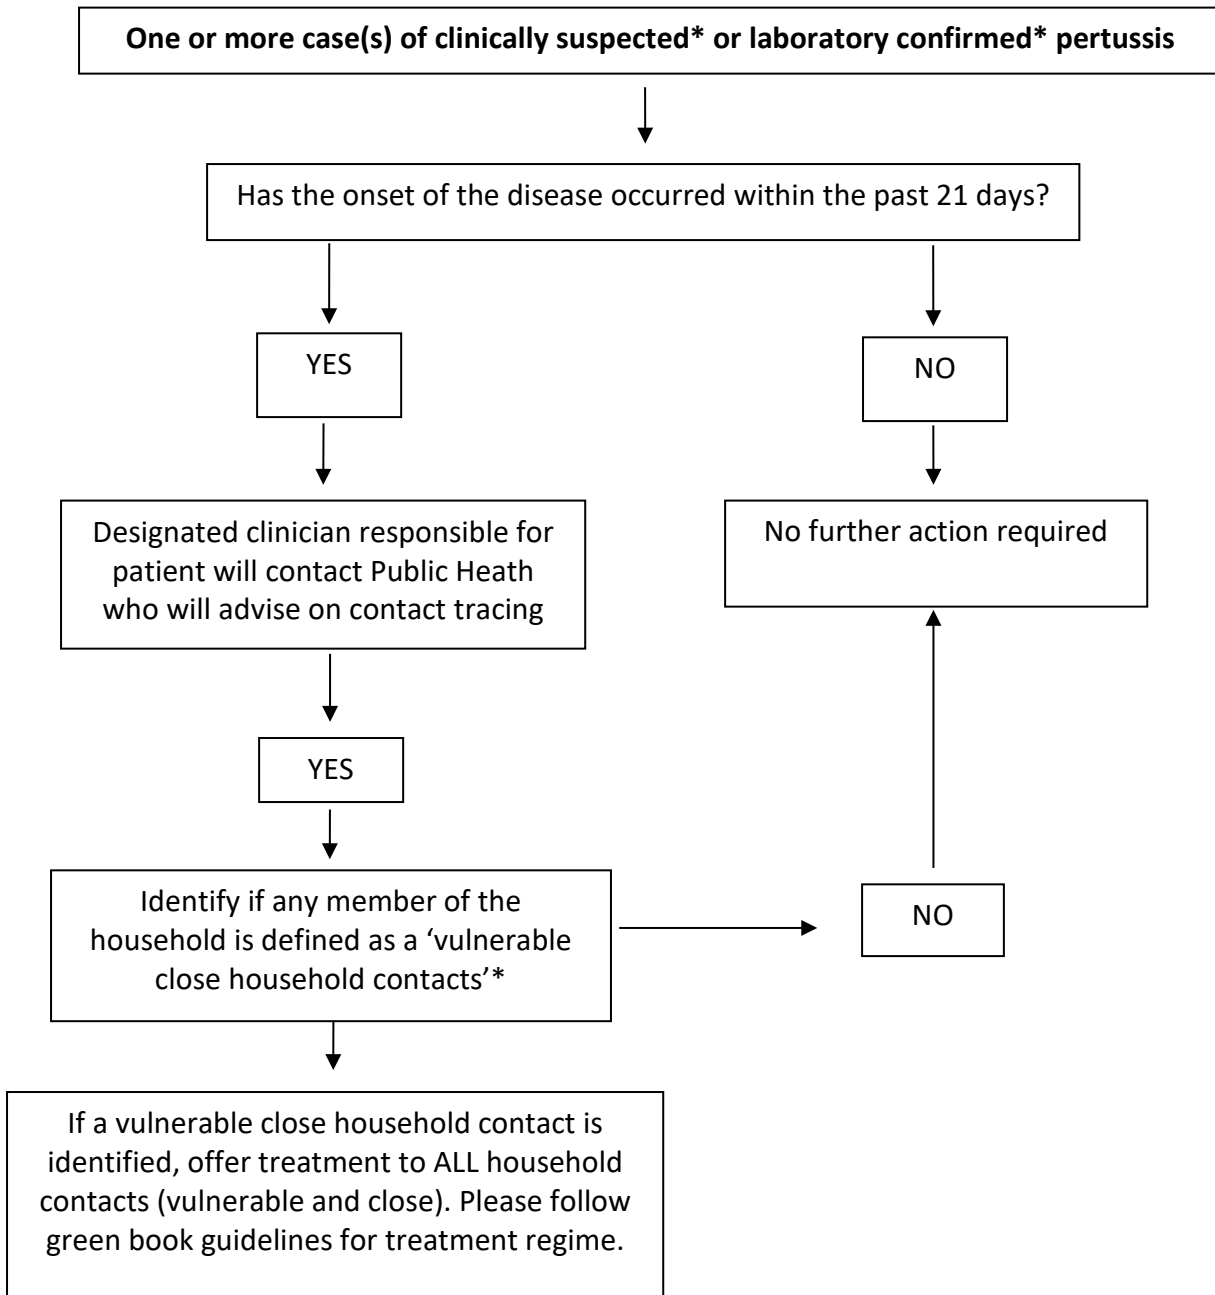 One or more case(s) of clinically suspected* or laboratory confirmed* pertussis
Has the onset of the disease occurred within the past 21 days?
YES
NO
Designated clinician responsible for
patient will contact Public Heath
who will advise on contact tracing
No further action required
YES
Identify if any member of the
household is defined as a ‘vulnerable
close household contacts’*
NO
If a vulnerable close household contact is
identified, offer treatment to ALL household
contacts (vulnerable and close). Please follow
green book guidelines for treatment regime.